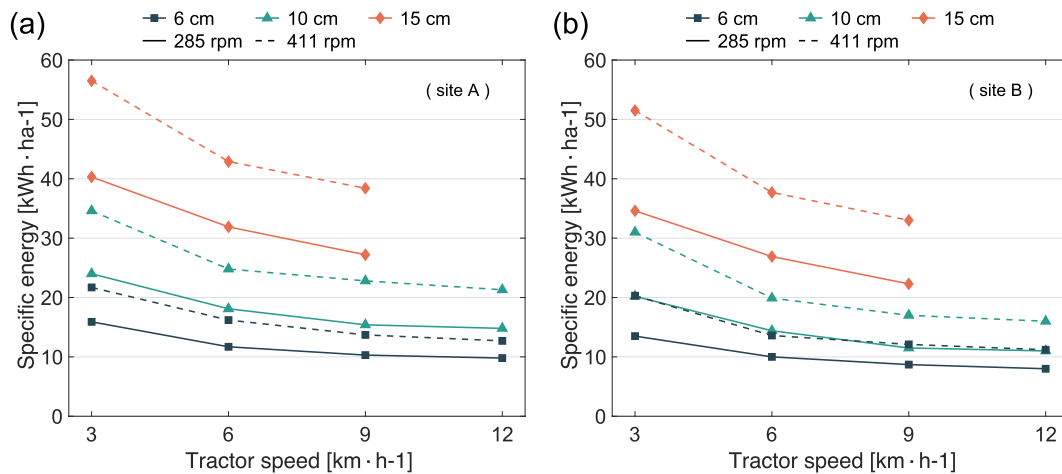 (a)
6 cm 10 cm 15 cm
285 rpm 411 rpm
( site A )
Specific energy [kWh·ha-1]
60
50
40
30
20
10
0
3 6 9 12
Tractor speed [km·h-1]
(b)
6 cm 10 cm 15 cm
285 rpm 411 rpm
( site B )
Specific energy [kWh·ha-1]
60
50
40
30
20
10
0
3 6 9 12
Tractor speed [km·h-1]